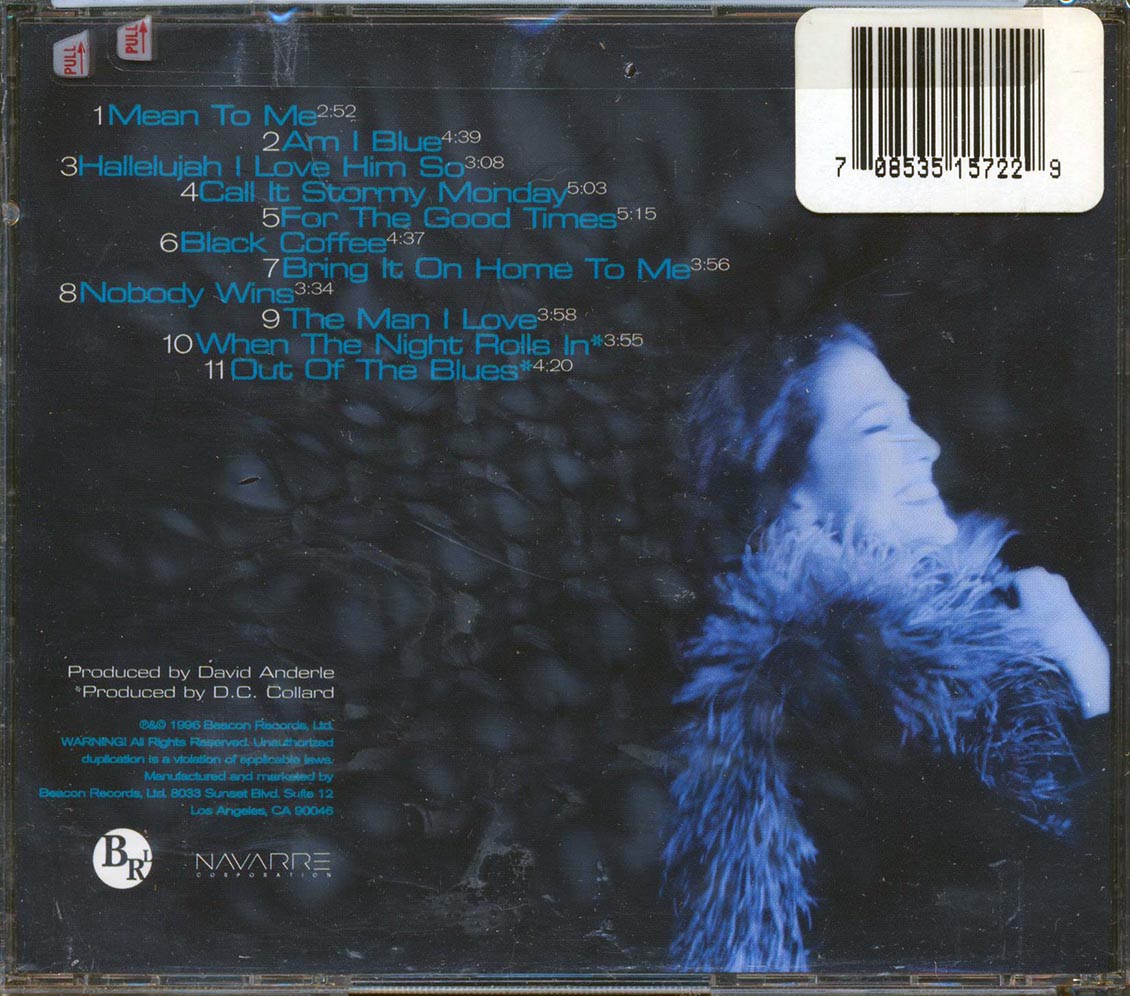 PULL
PULL
1 Mean To Me 2:52
2 Am I Blue 4:39
3 Hallelujah I Love Him So 3:08
4 Call It Stormy Monday 5:03
5 For The Good Times 5:15
6 Black Coffee 4:37
7 Bring It On Home To Me 3:56
8 Nobody Wins 3:34
9 The Man I Love 3:58
10 When The Night Rolls In* 3:55
11 Out Of The Blues* 4:20
7 08535 15722 9
Produced by David Anderle
*Produced by D.C. Collard
℗&© 1996 Beacon Records, Ltd.
WARNING! All Rights Reserved. Unauthorized
duplication is a violation of applicable laws.
Manufactured and marketed by
Beacon Records, Ltd. 8033 Sunset Blvd. Suite 12
Los Angeles, CA 90046
BRL
NAVARRE
CORPORATION